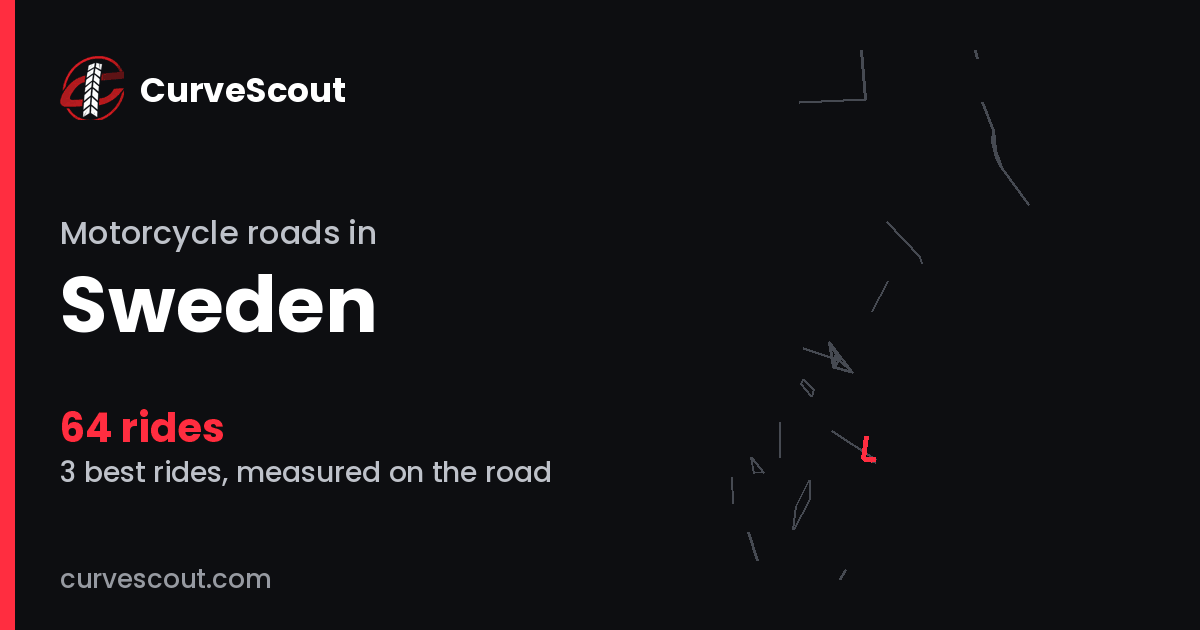 CurveScout
Motorcycle roads in
Sweden
64 rides
3 best rides, measured on the road
curvescout.com